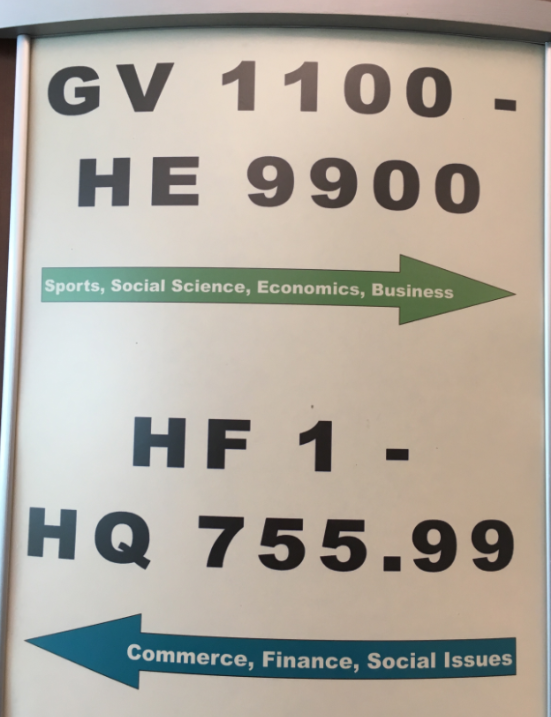 GV 1100 -
HE 9900
Sports, Social Science, Economics, Business
HF 1 -
HQ 755.99
Commerce, Finance, Social Issues